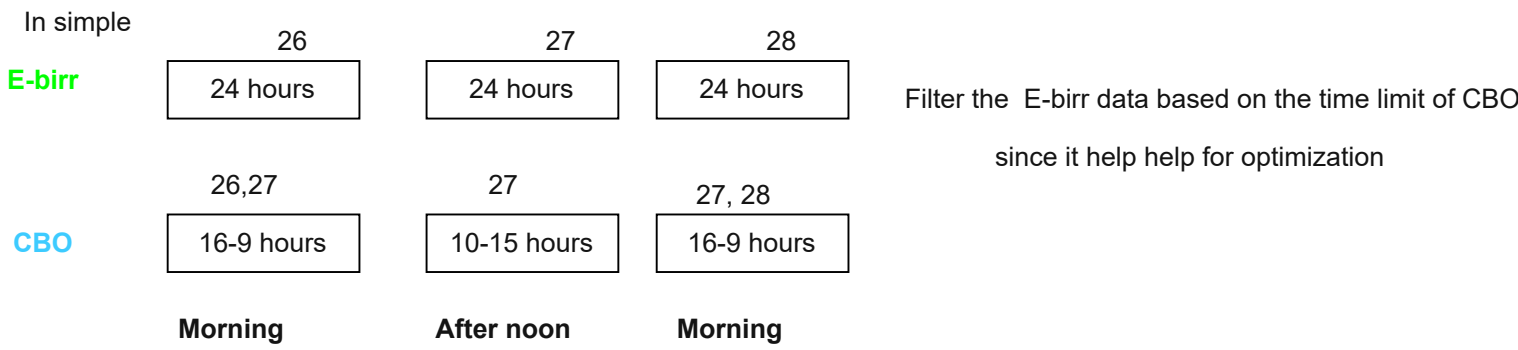 In simple
26 27 28
E-birr 24 hours 24 hours 24 hours
Filter the E-birr data based on the time limit of CBO
since it help help for optimization
26,27 27 27, 28
CBO 16-9 hours 10-15 hours 16-9 hours
Morning After noon Morning